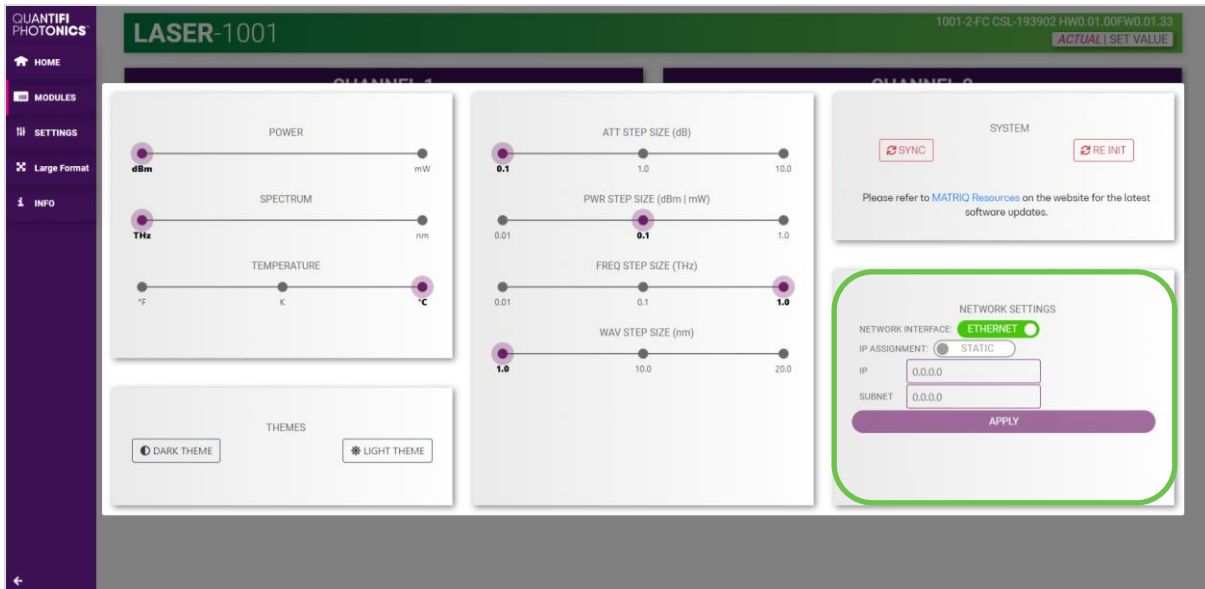 QUANTIFI
PHOTONICS™
HOME
MODULES
SETTINGS
Large Format
INFO
LASER-1001
1001-2-FC CSL-193902 HW0.01.00FW0.01.33
ACTUAL | SET VALUE
CHANNEL 1
POWER
dBm
mW
SPECTRUM
THz
nm
TEMPERATURE
°F
K
°C
THEMES
DARK THEME
LIGHT THEME
ATT STEP SIZE (dB)
0.1
1.0
10.0
PWR STEP SIZE (dBm | mW)
0.01
0.1
1.0
FREQ STEP SIZE (THz)
0.01
0.1
1.0
WAV STEP SIZE (nm)
1.0
10.0
20.0
SYSTEM
SYNC
RE INIT
Please refer to MATRIQ Resources on the website for the latest
software updates.
NETWORK SETTINGS
NETWORK INTERFACE: ETHERNET
IP ASSIGNMENT: STATIC
IP 0.0.0.0
SUBNET 0.0.0.0
APPLY